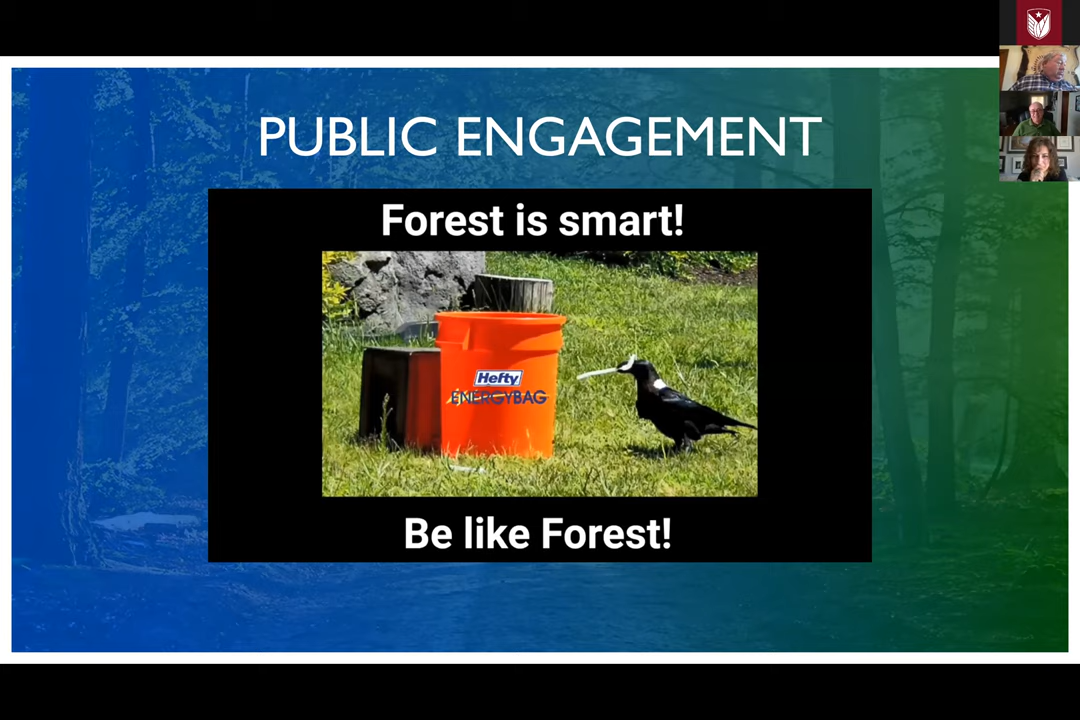 PUBLIC ENGAGEMENT
Forest is smart!
Hefty
ENERGYBAG
Be like Forest!